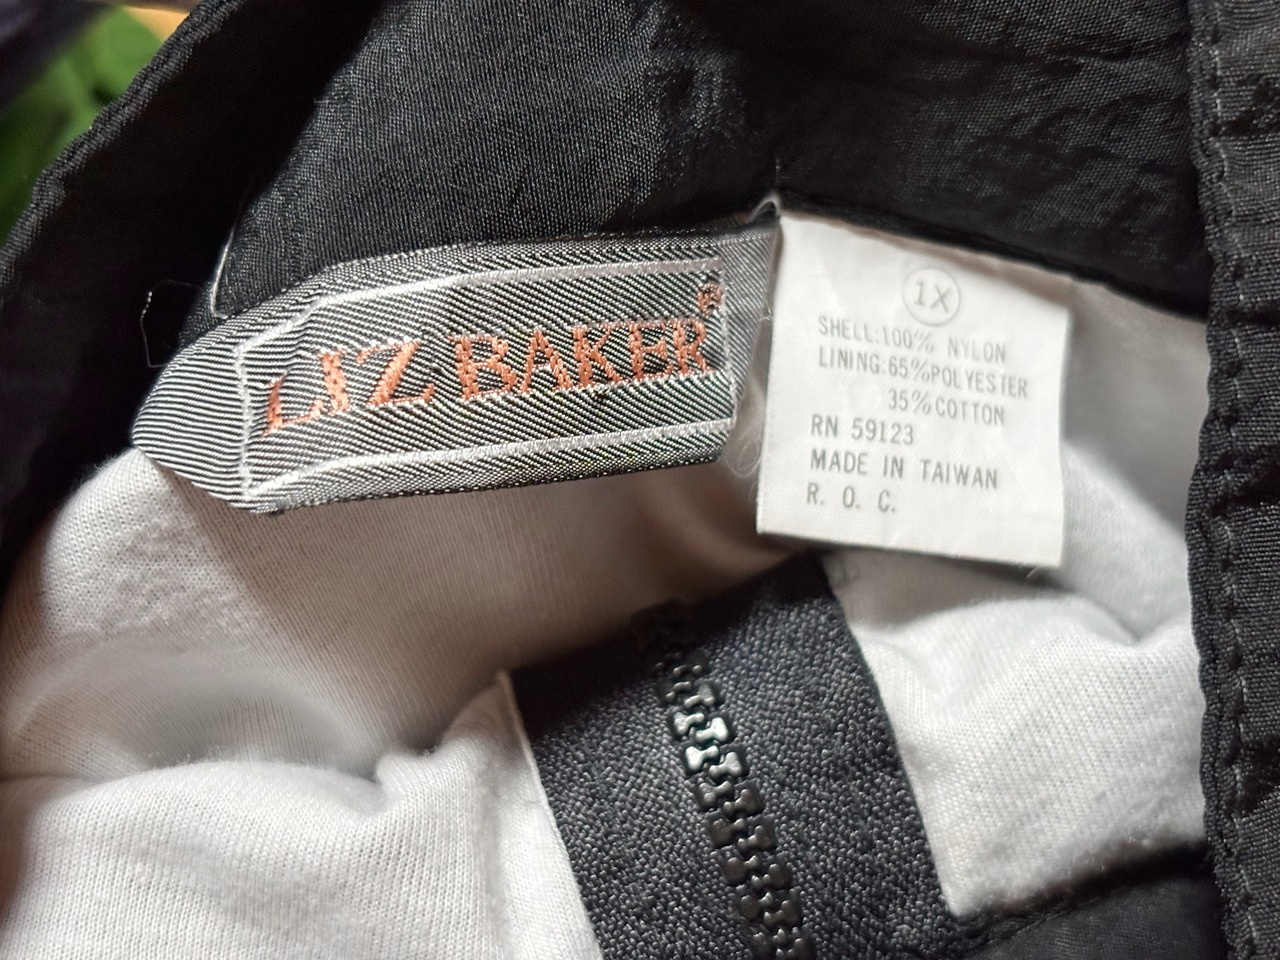 LIZ BAKER®
1X
SHELL:100% NYLON
LINING:65%POLYESTER
35%COTTON
RN 59123
MADE IN TAIWAN
R. O. C.